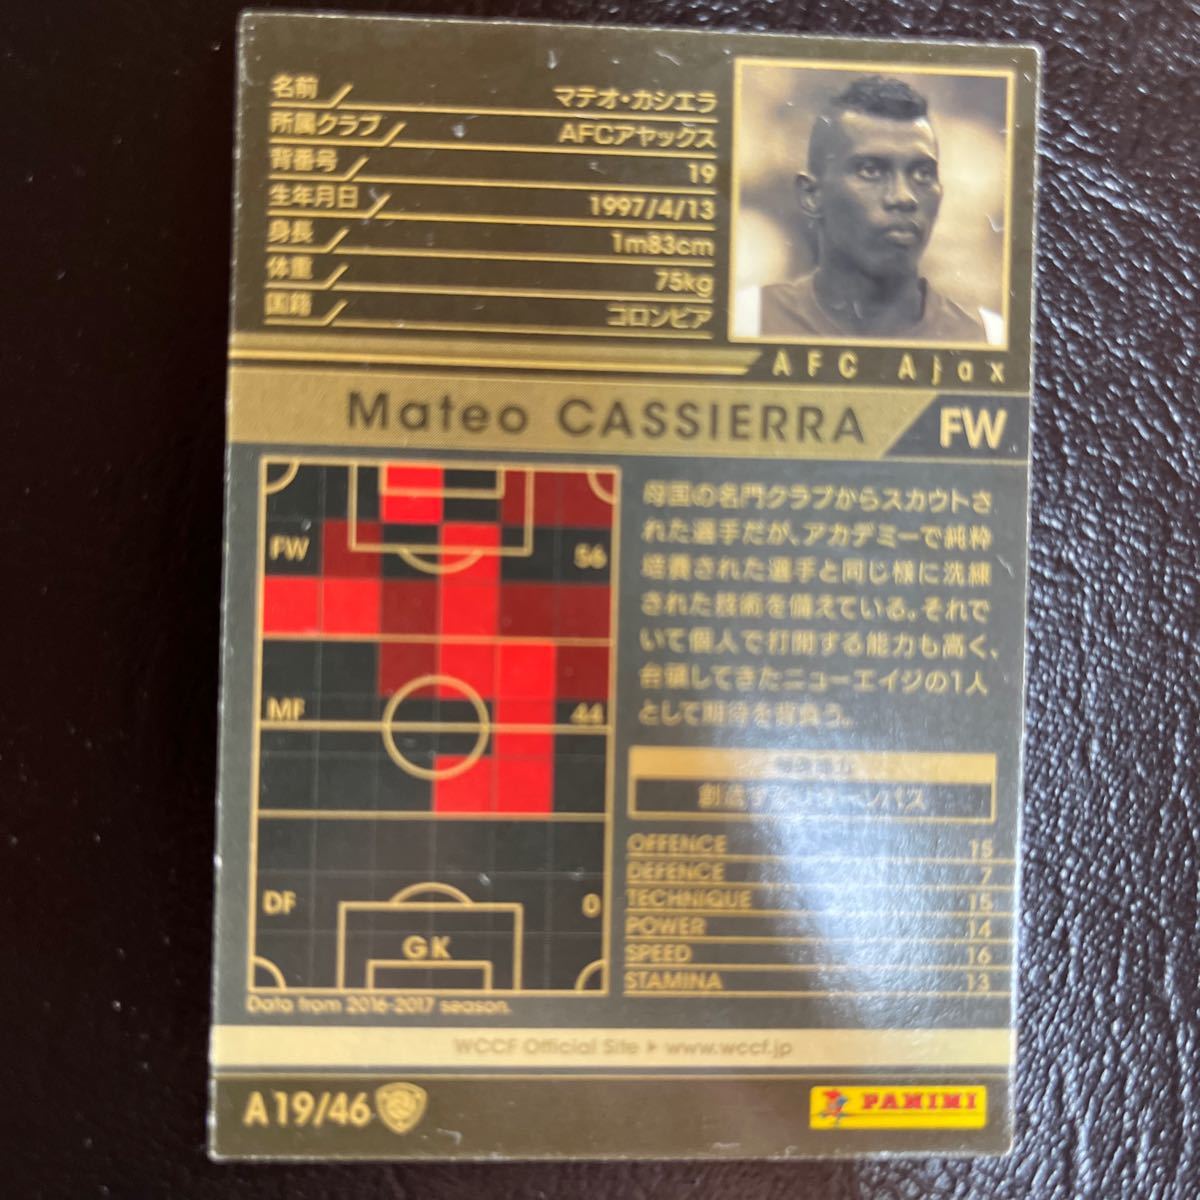 名前 マテオ・カシエラ
所属クラブ AFCアヤックス
背番号 19
生年月日 1997/4/13
身長 1m83cm
体重 75kg
国籍 コロンビア
AFC Ajax
Mateo CASSIERRA FW
FW 56
MF 44
DF 0
GK
Data from 2016-2017 season.
母国の名門クラブからスカウトさ
れた選手だが、アカデミーで純粋
培養された選手と同じ様に洗練
された技術を備えている。それで
いて個人で打開する能力も高く、
台頭してきたニューエイジの1人
として期待を背負う。
OFFENCE 15
DEFENCE 7
TECHNIQUE 15
POWER 14
SPEED 16
STAMINA 13
WCCF Official Site ▶ www.wccf.jp
A19/46
PANINI